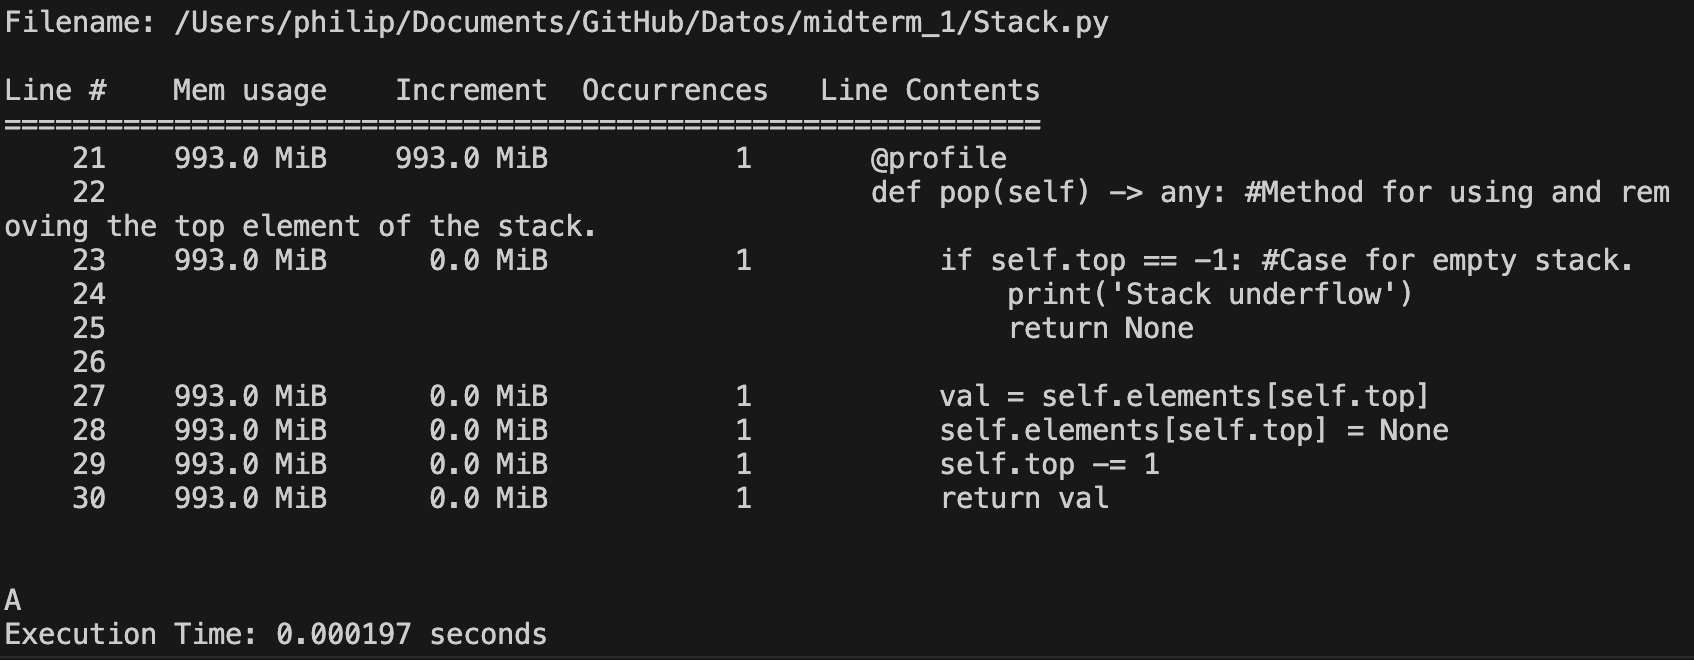 Filename: /Users/philip/Documents/GitHub/Datos/midterm_1/Stack.py

Line #    Mem usage    Increment  Occurrences   Line Contents
=============================================================
    21    993.0 MiB    993.0 MiB           1       @profile
    22                                             def pop(self) -> any: #Method for using and rem
oving the top element of the stack.
    23    993.0 MiB      0.0 MiB           1           if self.top == -1: #Case for empty stack.
    24                                                     print('Stack underflow')
    25                                                     return None
    26
    27    993.0 MiB      0.0 MiB           1           val = self.elements[self.top]
    28    993.0 MiB      0.0 MiB           1           self.elements[self.top] = None
    29    993.0 MiB      0.0 MiB           1           self.top -= 1
    30    993.0 MiB      0.0 MiB           1           return val


A
Execution Time: 0.000197 seconds